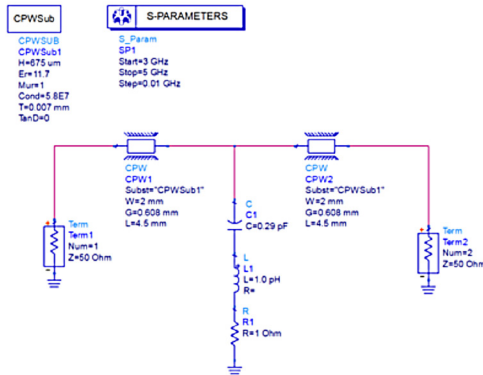 CPWSub
CPWSUB
CPWSub1
H=675 um
Er=11.7
Mur=1
Cond=5.8E7
T=0.007 mm
TanD=0
S-PARAMETERS
S_Param
SP1
Start=3 GHz
Stop=5 GHz
Step=0.01 GHz
CPW
CPW1
Subst="CPWSub1"
W=2 mm
G=0.608 mm
L=4.5 mm
CPW
CPW2
Subst="CPWSub1"
W=2 mm
G=0.608 mm
L=4.5 mm
C
C1
C=0.29 pF
Term
Term1
Num=1
Z=50 Ohm
L
L1
L=1.0 pH
R=
Term
Term2
Num=2
Z=50 Ohm
R
R1
R=1 Ohm